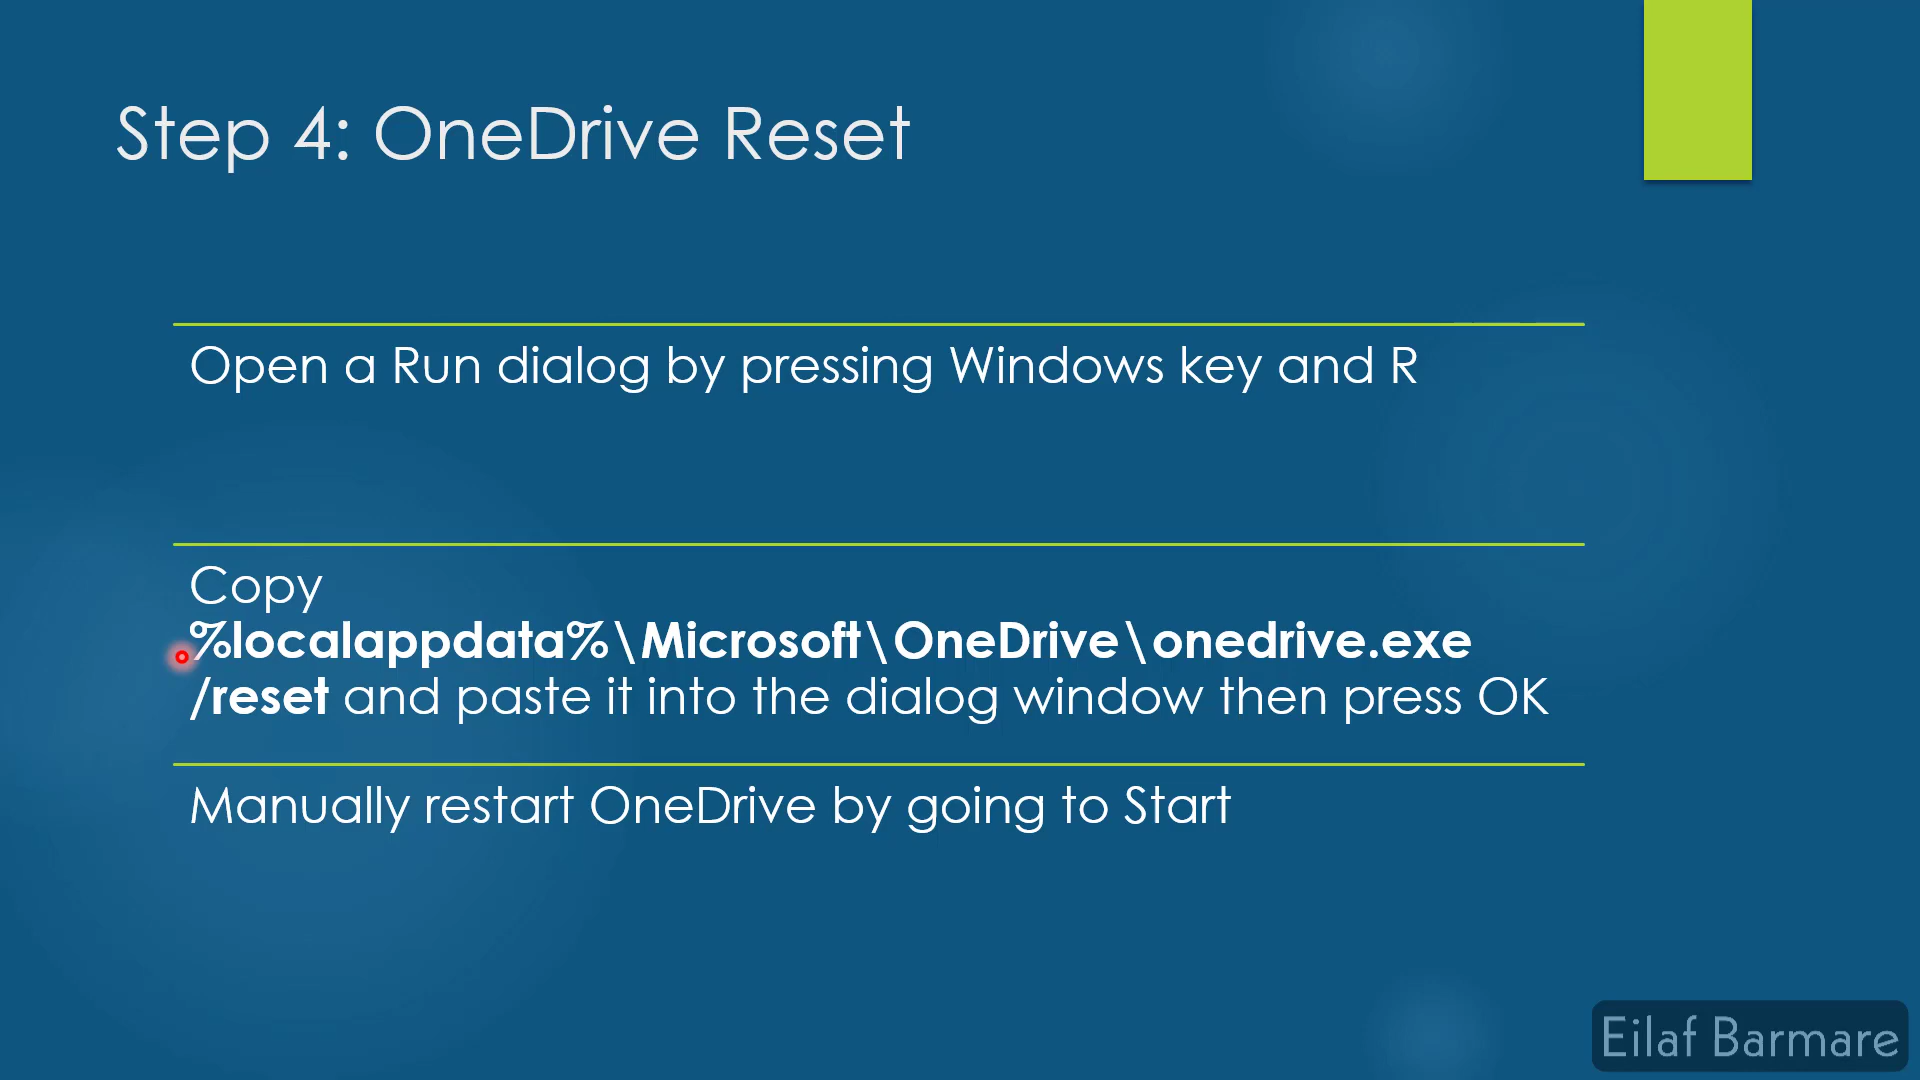 Step 4: OneDrive Reset
Open a Run dialog by pressing Windows key and R
Copy
%localappdata%\Microsoft\OneDrive\onedrive.exe
/reset and paste it into the dialog window then press OK
Manually restart OneDrive by going to Start
Eilaf Barmare